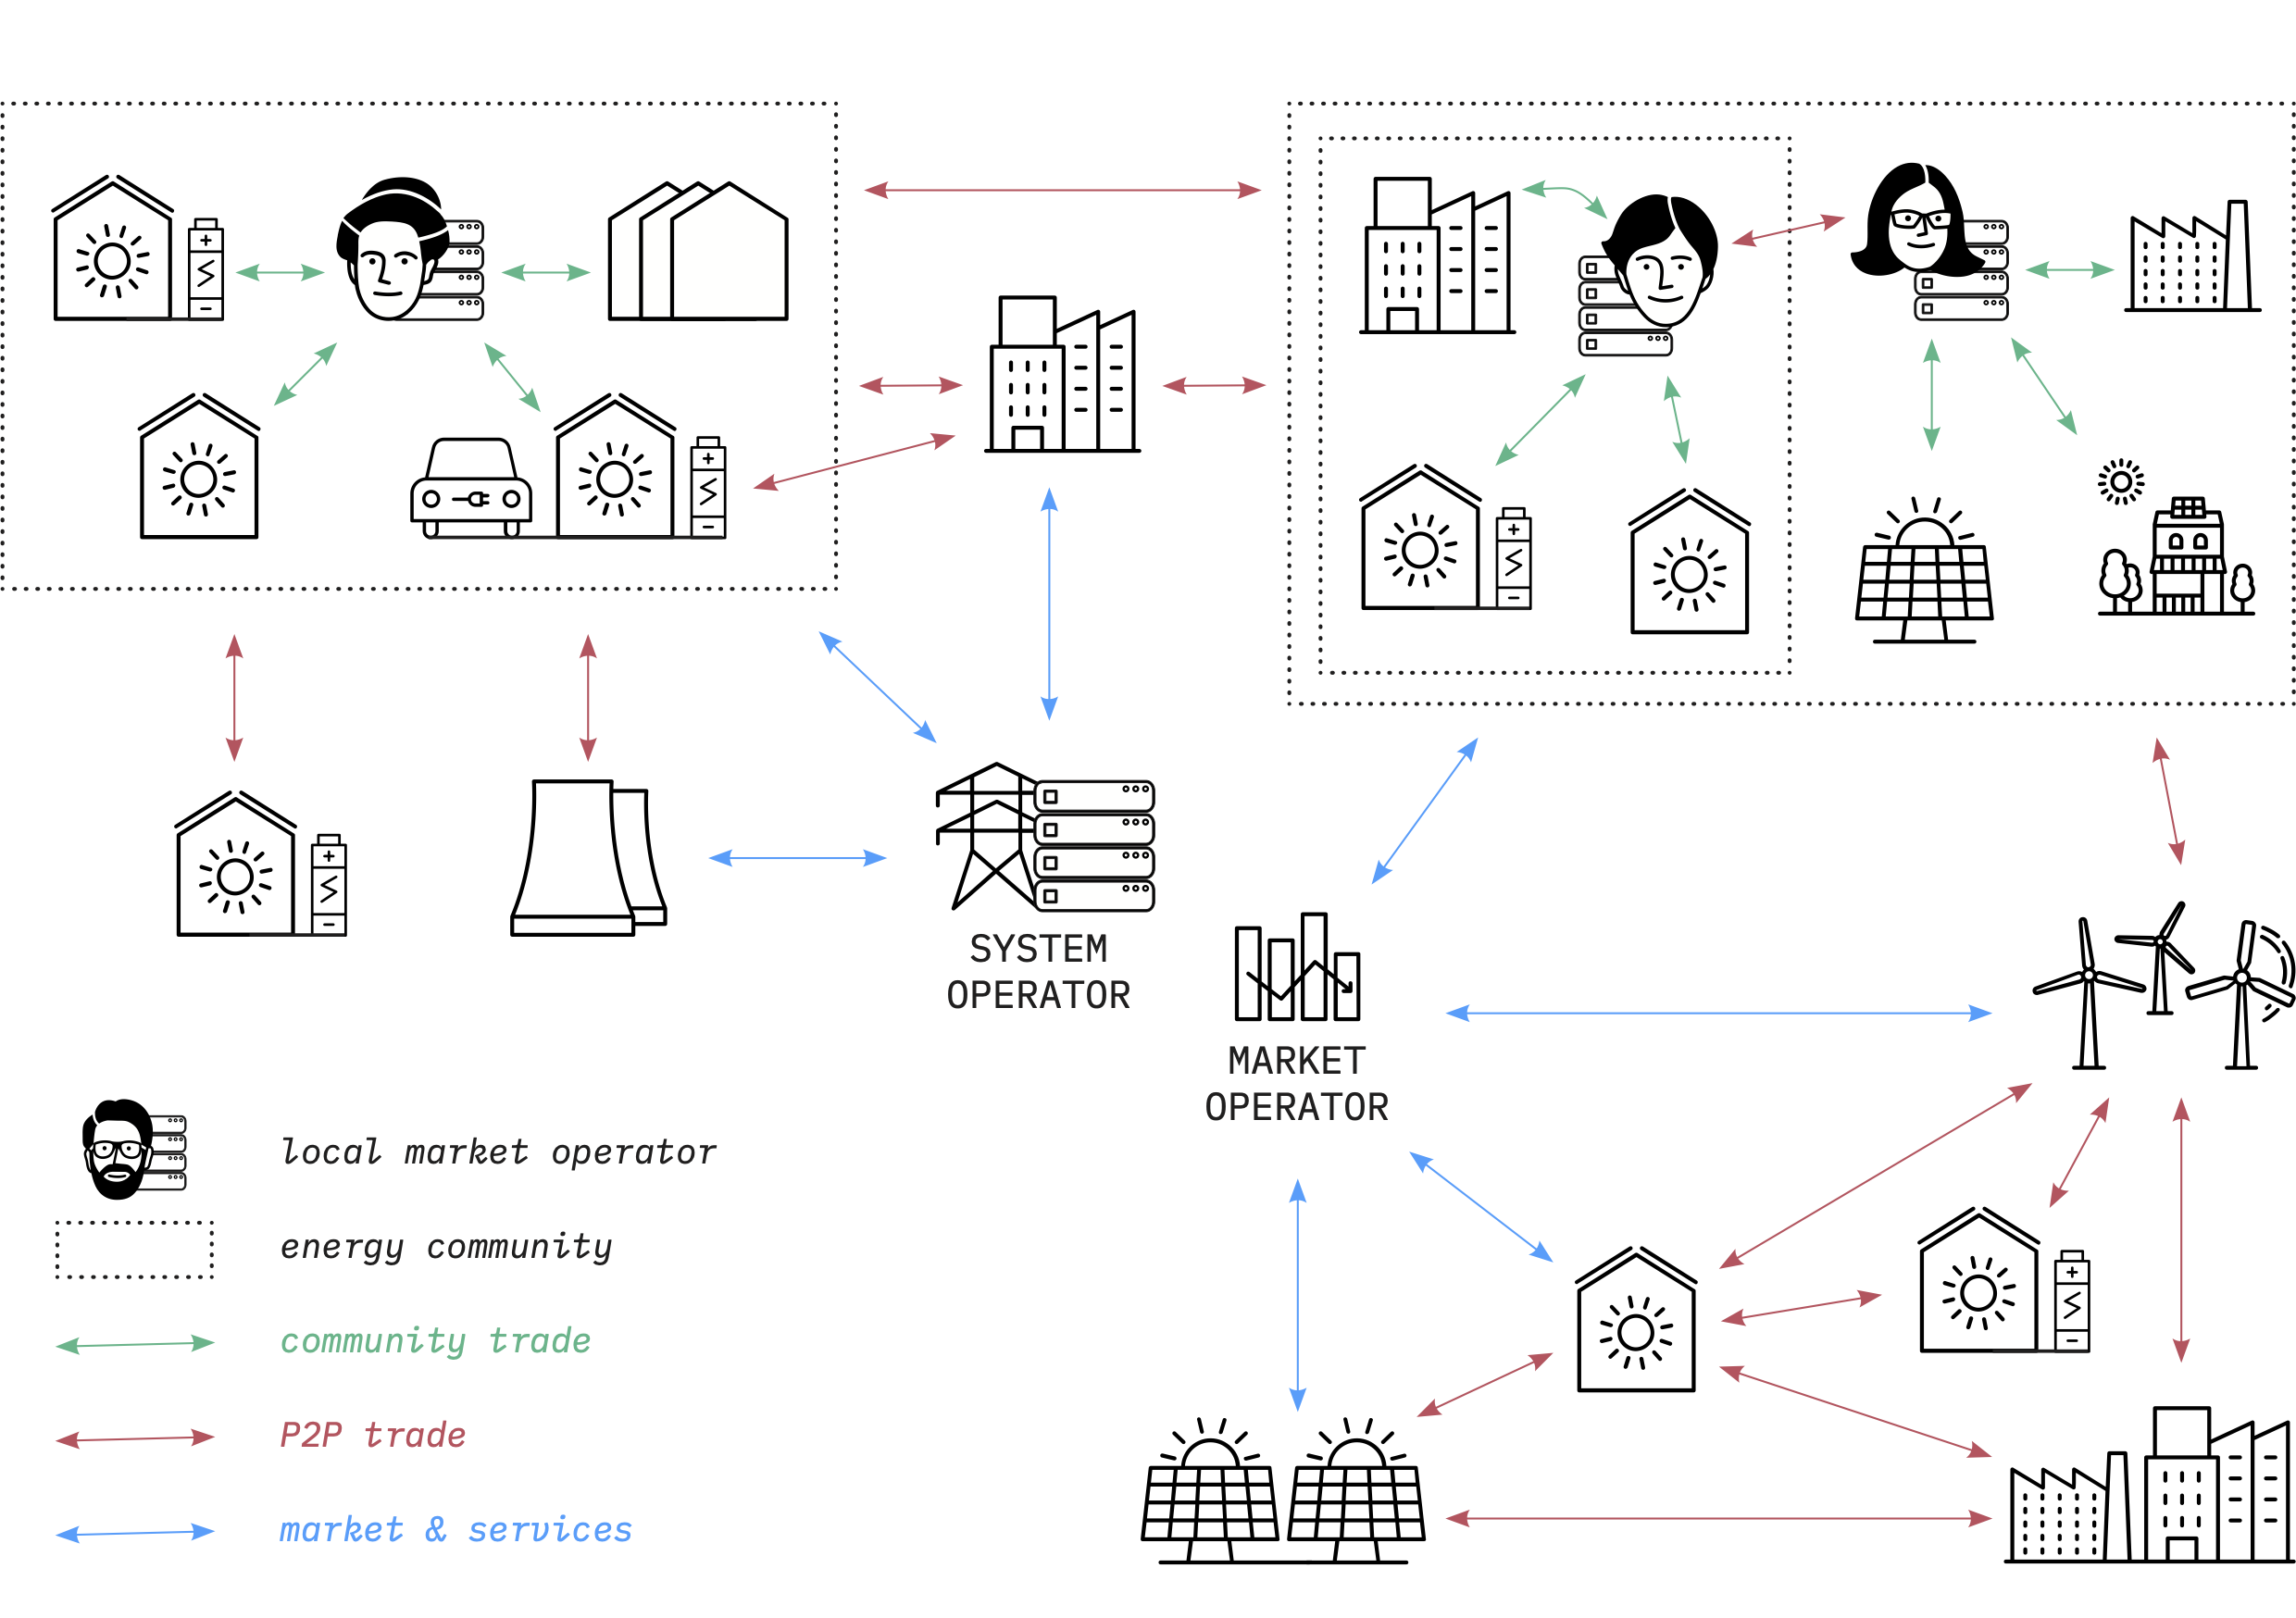 SYSTEM
OPERATOR
MARKET
OPERATOR
local market operator
energy community
community trade
P2P trade
market & services